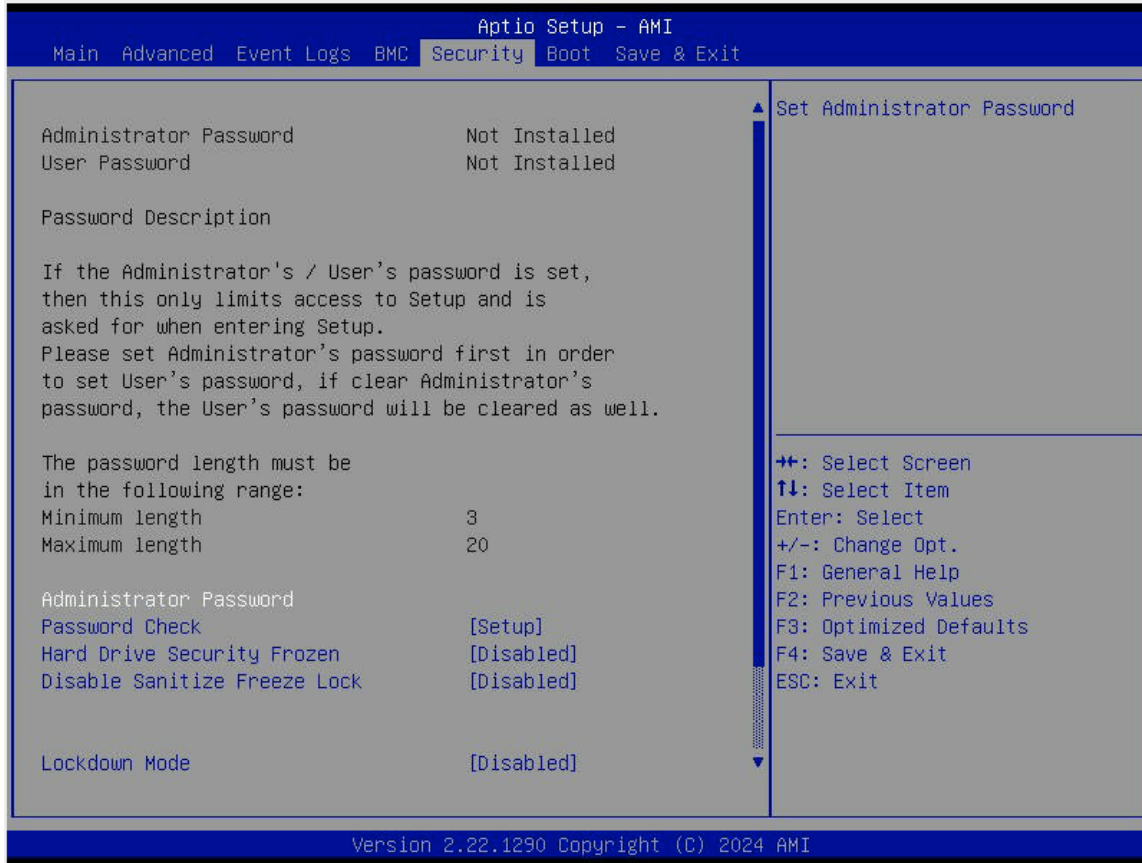 Aptio Setup – AMI
Main Advanced Event Logs BMC Security Boot Save & Exit
Administrator Password Not Installed
User Password Not Installed
Password Description
If the Administrator's / User's password is set,
then this only limits access to Setup and is
asked for when entering Setup.
Please set Administrator's password first in order
to set User's password, if clear Administrator's
password, the User's password will be cleared as well.
The password length must be
in the following range:
Minimum length 3
Maximum length 20
Administrator Password
Password Check [Setup]
Hard Drive Security Frozen [Disabled]
Disable Sanitize Freeze Lock [Disabled]
Lockdown Mode [Disabled]
Set Administrator Password
→←: Select Screen
↑↓: Select Item
Enter: Select
+/-: Change Opt.
F1: General Help
F2: Previous Values
F3: Optimized Defaults
F4: Save & Exit
ESC: Exit
Version 2.22.1290 Copyright (C) 2024 AMI